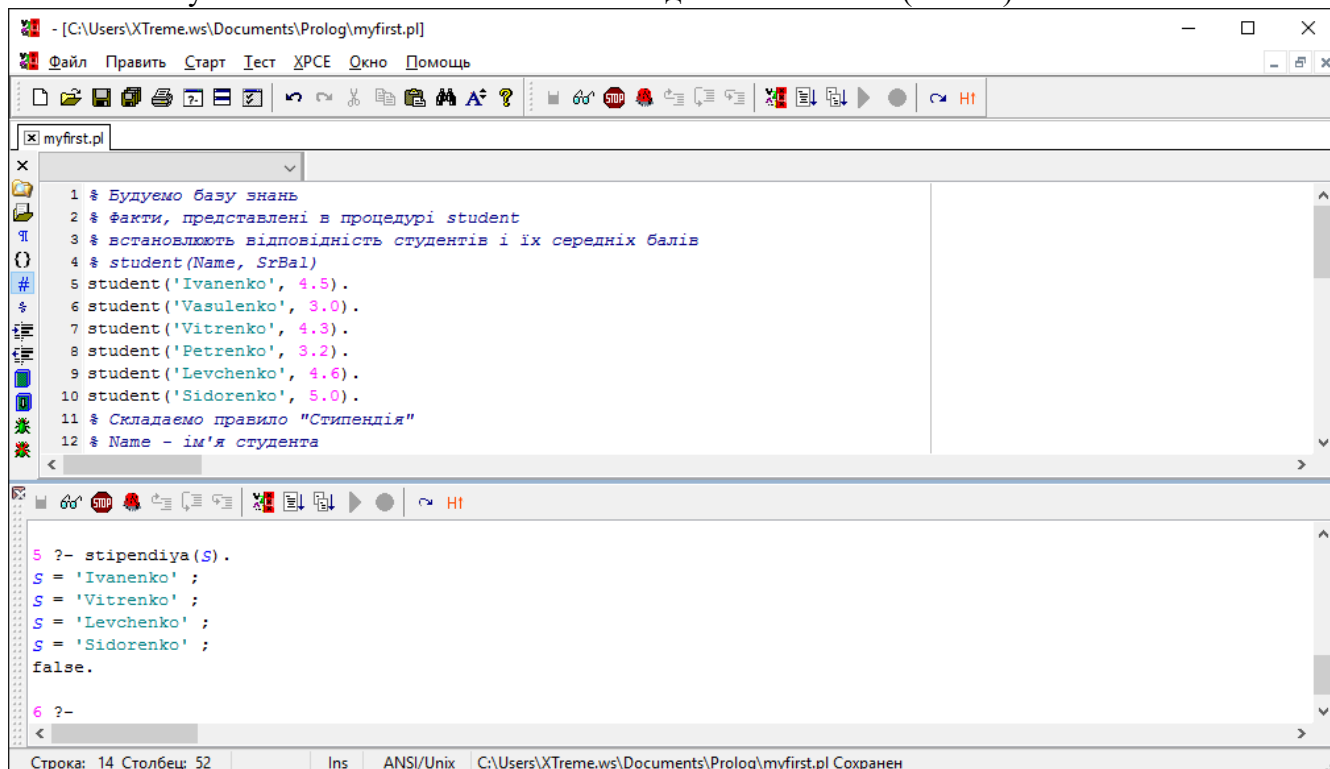 - [C:\Users\XTreme.ws\Documents\Prolog\myfirst.pl]
Файл Править Старт Тест XPCE Окно Помощь
myfirst.pl
1 % Будуємо базу знань
2 % Факти, представлені в процедурі student
3 % встановлюють відповідність студентів і їх середніх балів
4 % student(Name, SrBal)
5 student('Ivanenko', 4.5).
6 student('Vasulenko', 3.0).
7 student('Vitrenko', 4.3).
8 student('Petrenko', 3.2).
9 student('Levchenko', 4.6).
10 student('Sidorenko', 5.0).
11 % Складаємо правило "Стипендія"
12 % Name - ім'я студента
5 ?- stipendiya(S).
S = 'Ivanenko' ;
S = 'Vitrenko' ;
S = 'Levchenko' ;
S = 'Sidorenko' ;
false.
6 ?-
Строка: 14 Столбец: 52 Ins ANSI/Unix C:\Users\XTreme.ws\Documents\Prolog\myfirst.pl Сохранен